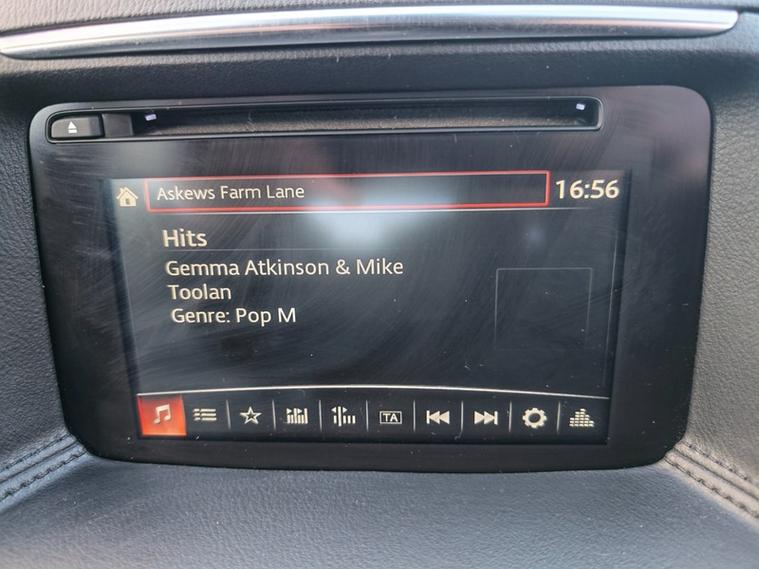 Askews Farm Lane
16:56
Hits
Gemma Atkinson & Mike
Toolan
Genre: Pop M
TA